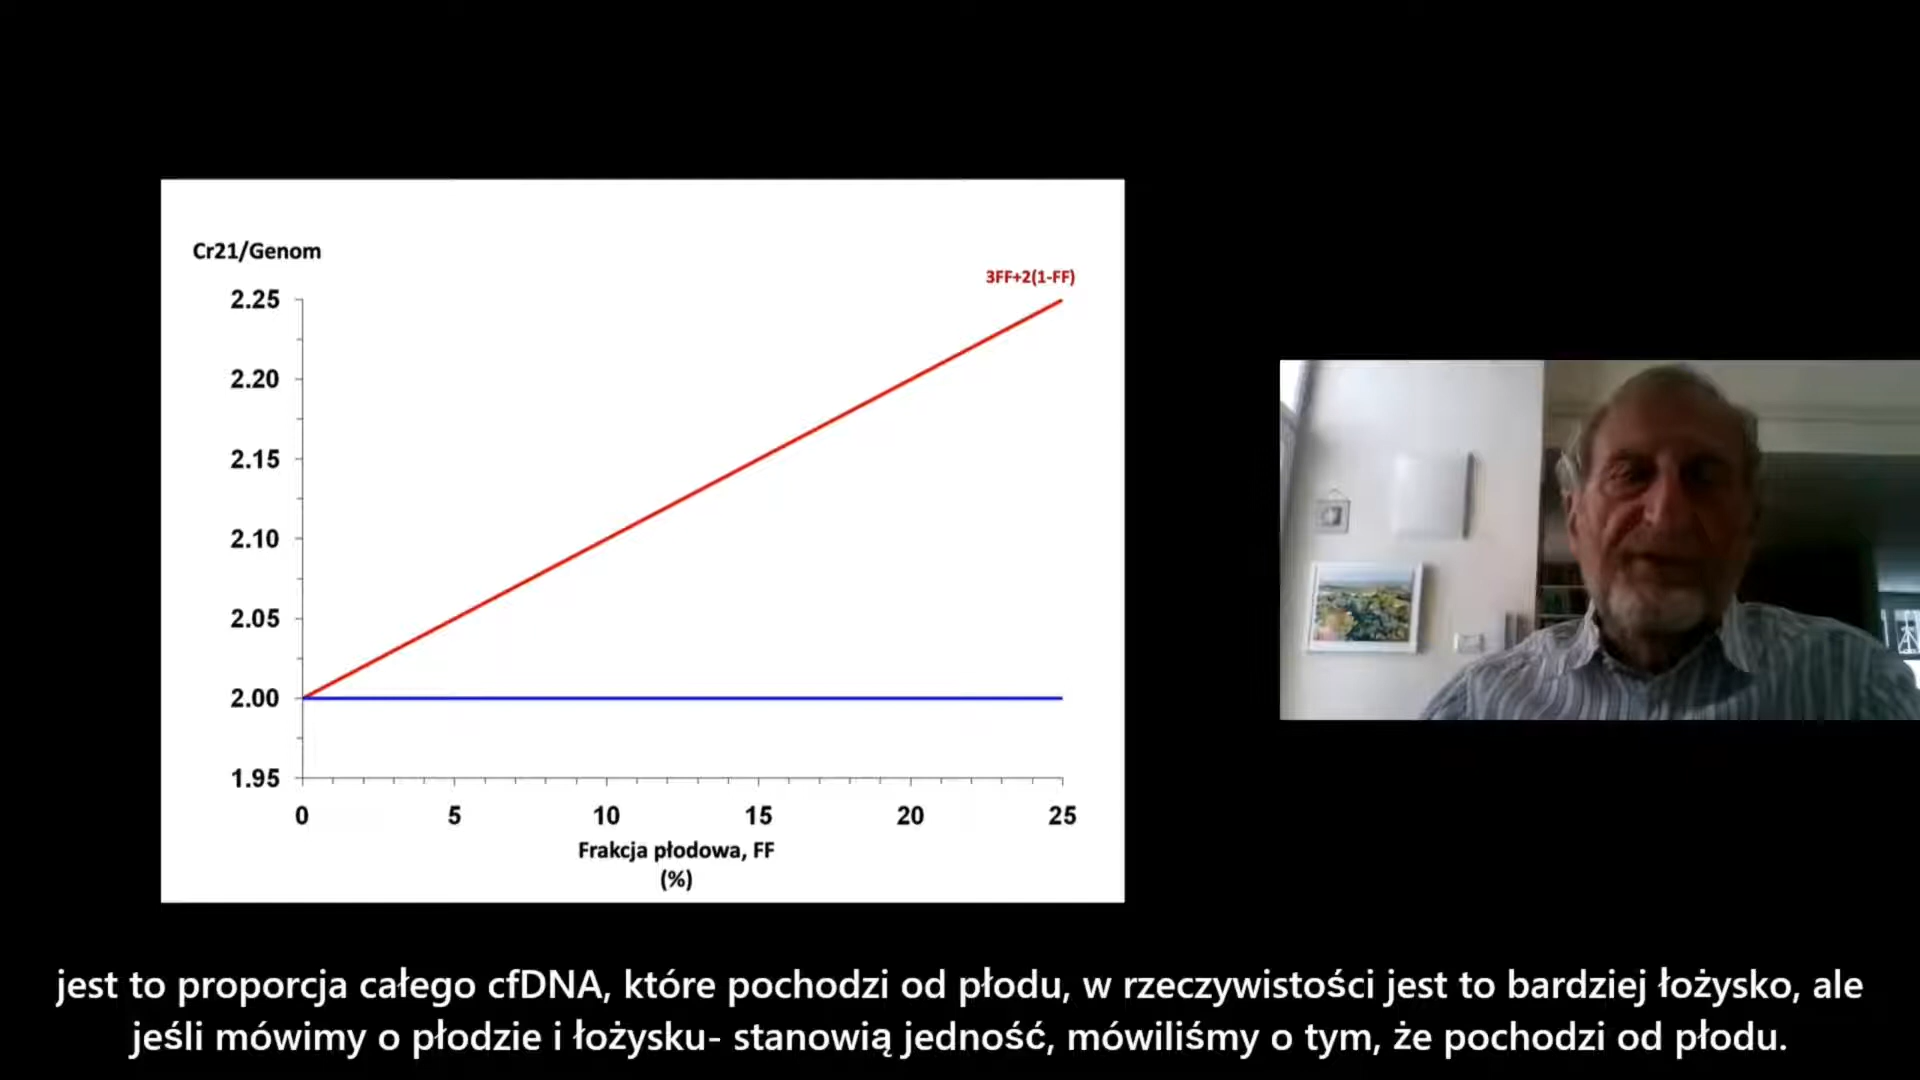 Cr21/Genom
3FF+2(1-FF)
2.25
2.20
2.15
2.10
2.05
2.00
1.95
0 5 10 15 20 25
Frakcja płodowa, FF
(%)
jest to proporcja całego cfDNA, które pochodzi od płodu, w rzeczywistości jest to bardziej łożysko, ale
jeśli mówimy o płodzie i łożysku- stanowią jedność, mówiliśmy o tym, że pochodzi od płodu.